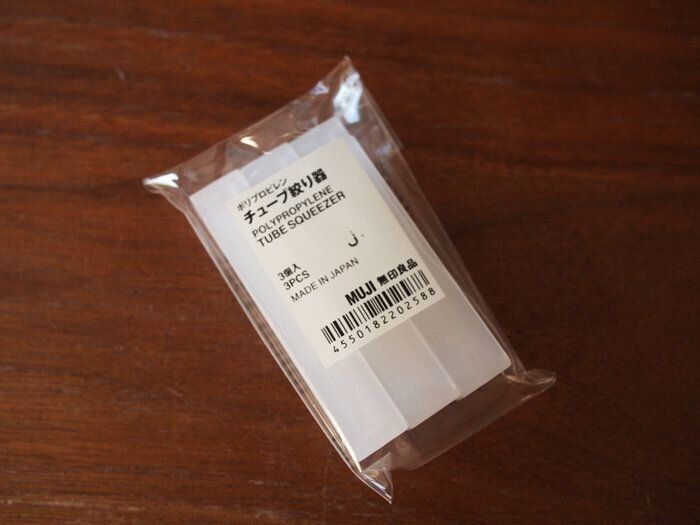 ポリプロピレン
チューブ絞り器
POLYPROPYLENE
TUBE SQUEEZER
J.
3個入
3PCS
MADE IN JAPAN
MUJI 無印良品
4550182202588